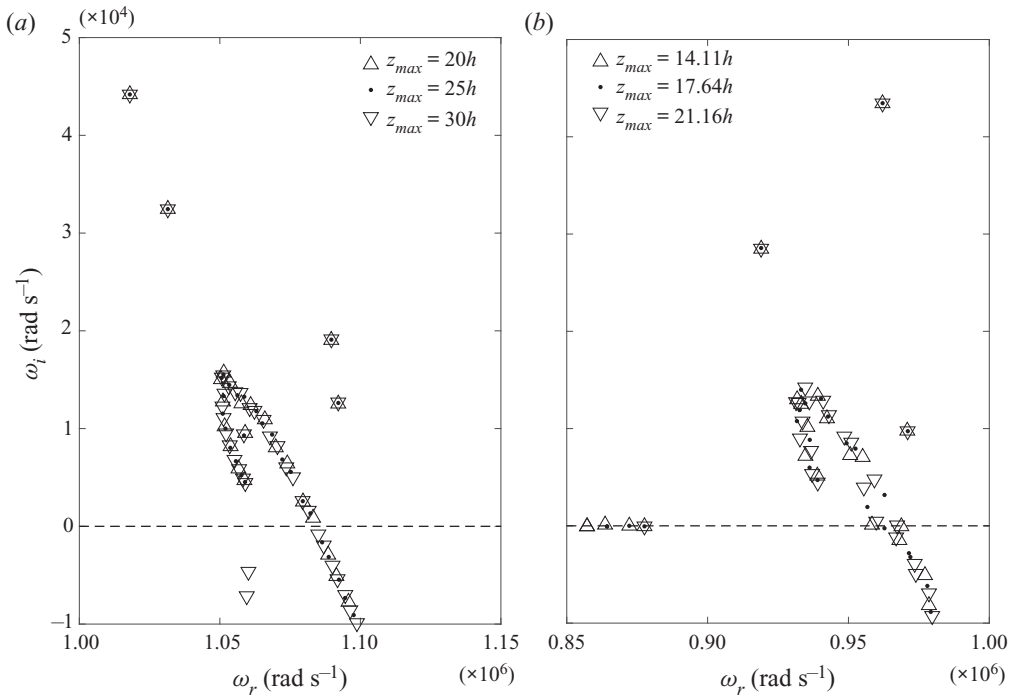 (a)
(×10⁴)
5
4
3
2
1
0
−1
ωᵢ (rad s⁻¹)
z_max = 20h
z_max = 25h
z_max = 30h
1.00
1.05
1.10
1.15
ωᵣ (rad s⁻¹)
(×10⁶)
(b)
z_max = 14.11h
z_max = 17.64h
z_max = 21.16h
0.85
0.90
0.95
1.00
ωᵣ (rad s⁻¹)
(×10⁶)